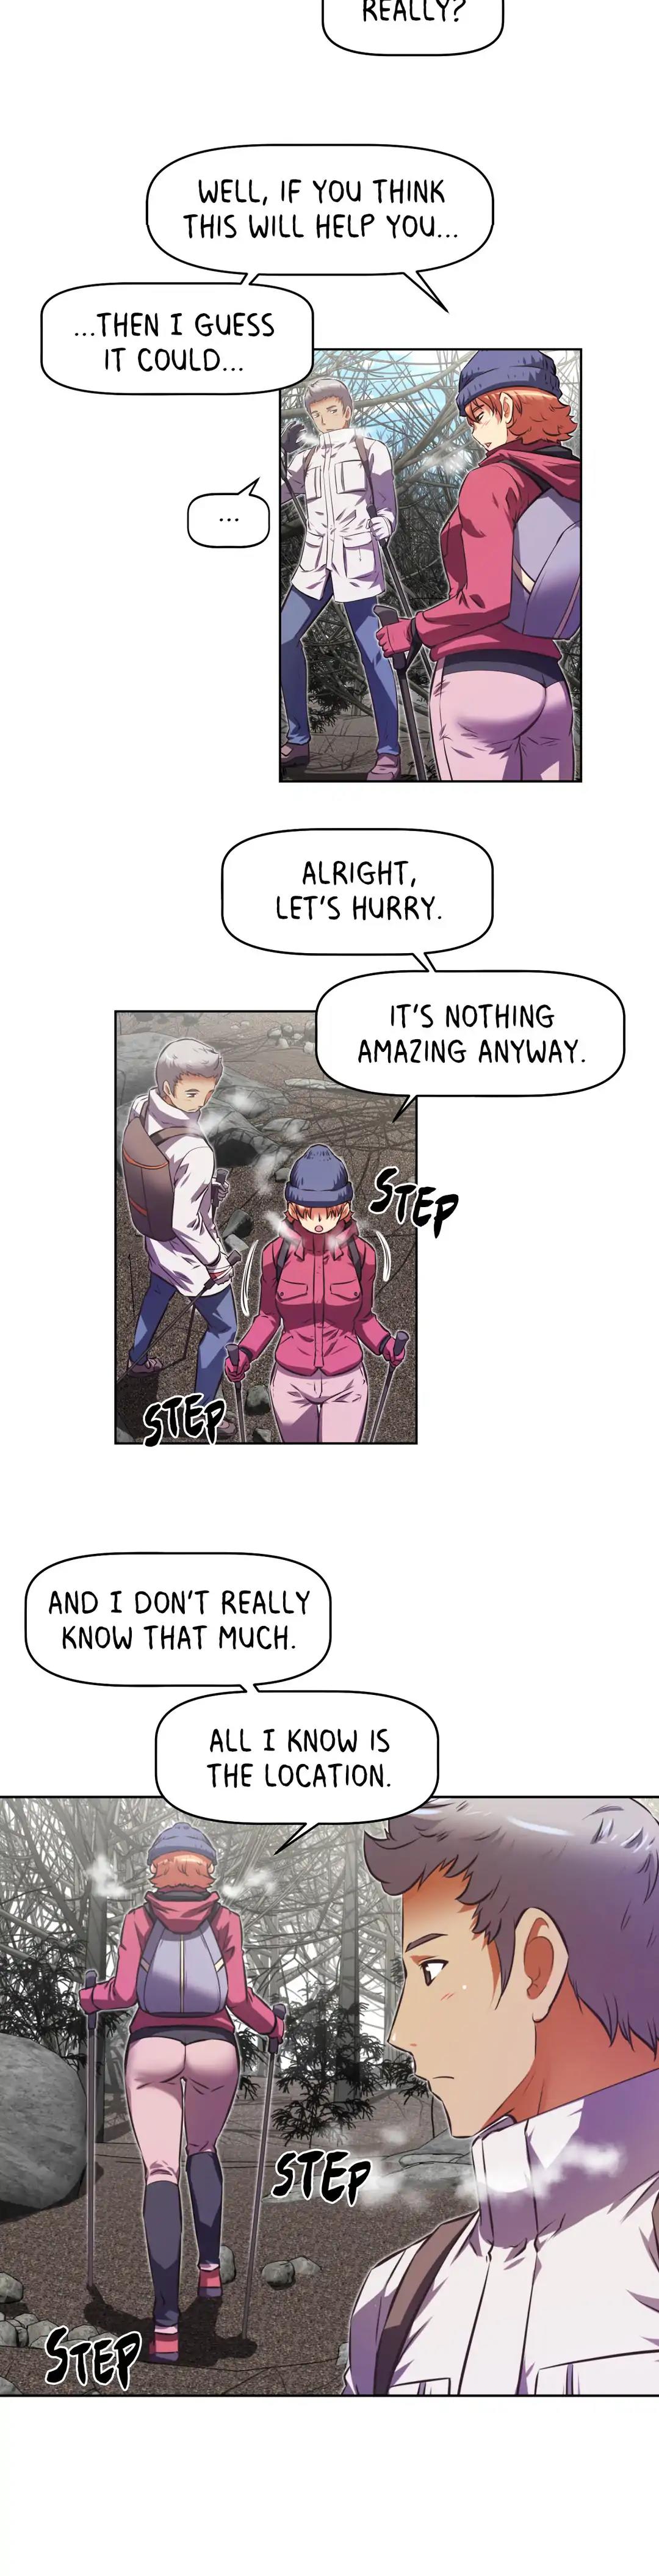 REALLY?
WELL, IF YOU THINK
THIS WILL HELP YOU...
...THEN I GUESS
IT COULD...
...
ALRIGHT,
LET'S HURRY.
IT'S NOTHING
AMAZING ANYWAY.
STEP
STEP
AND I DON'T REALLY
KNOW THAT MUCH.
ALL I KNOW IS
THE LOCATION.
STEP
STEP